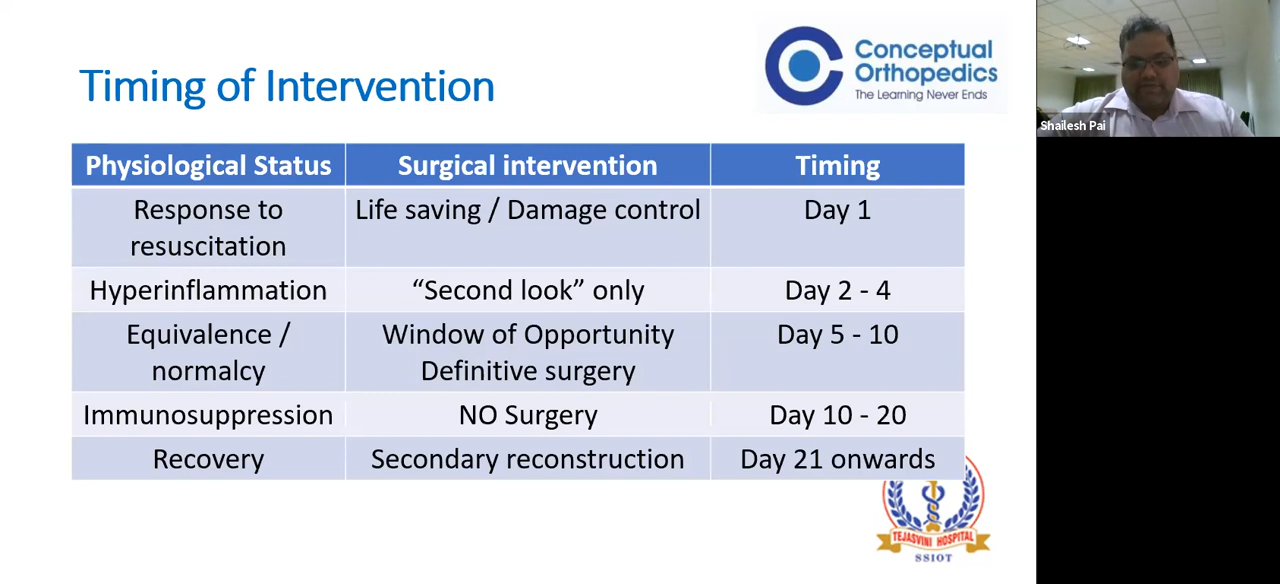 Timing of Intervention
Conceptual
Orthopedics
The Learning Never Ends
Shailesh Pai
Physiological Status Surgical intervention Timing
Response to resuscitation Life saving / Damage control Day 1
Hyperinflammation “Second look” only Day 2 - 4
Equivalence / normalcy Window of Opportunity Definitive surgery Day 5 - 10
Immunosuppression NO Surgery Day 10 - 20
Recovery Secondary reconstruction Day 21 onwards
TEJASVINI HOSPITAL
SSIOT